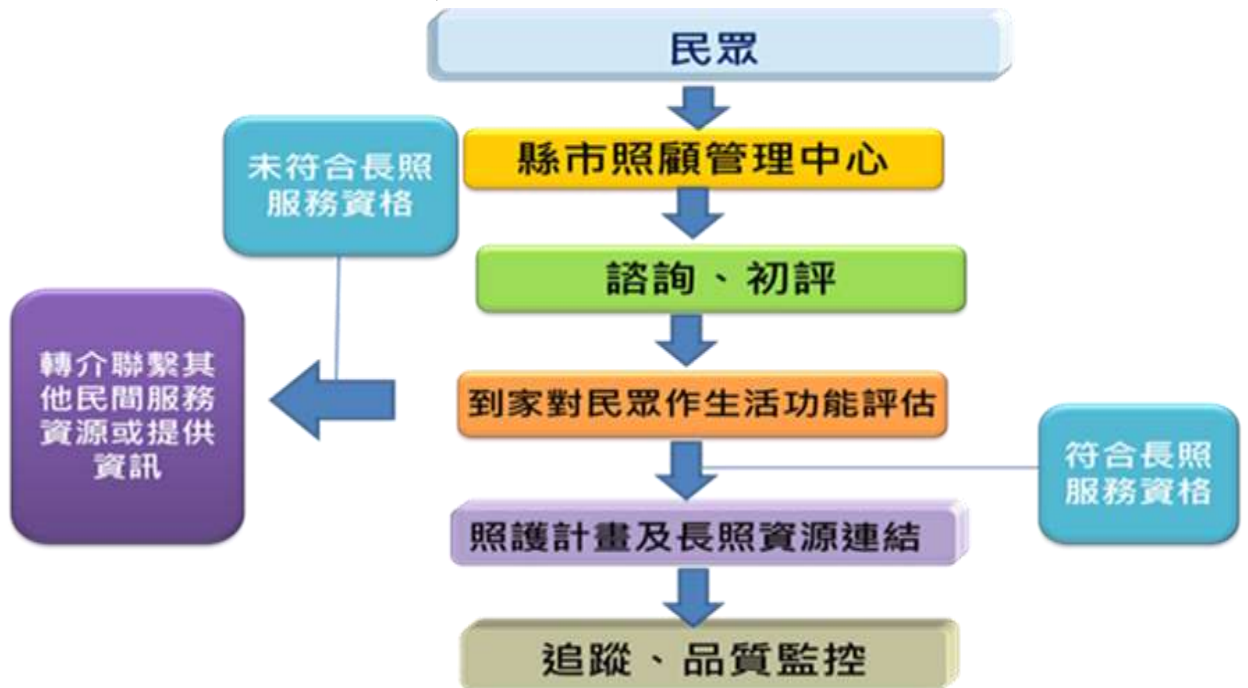 民眾
縣市照顧管理中心
未符合長照
服務資格
諮詢、初評
轉介聯繫其
他民間服務
資源或提供
資訊
到家對民眾作生活功能評估
符合長照
服務資格
照護計畫及長照資源連結
追蹤、品質監控